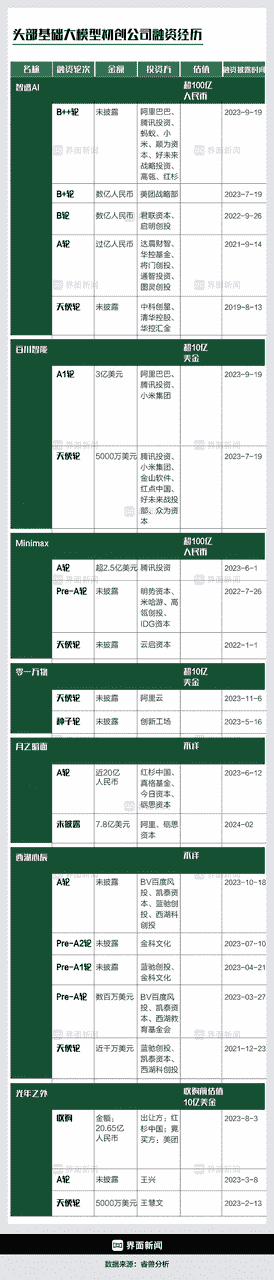 头部基础大模型初创公司融资经历
名称 融资轮次 金额 投资方 估值 融资披露时间
智谱AI 超100亿
人民币
B++轮 未披露 阿里巴巴、 2023-9-19
腾讯投资、
蚂蚁、小
米、顺为资
本、好未来
战略投资、
高瓴、红杉
B+轮 数亿人民币 美团战略部 2023-7-19
B轮 数亿人民币 君联资本、 2022-9-26
启明创投
A轮 过亿人民币 达晨财智、 2021-9-14
华控基金、
将门创投、
通智投资、
图灵创投
天使轮 未披露 中科创星、 2019-8-13
清华控股、
华控汇金
百川智能 超10亿
美金
A1轮 3亿美元 阿里巴巴、 2023-9-19
腾讯投资、
小米集团
天使轮 5000万美元 腾讯投资、 2023-7-19
小米集团、
金山软件、
红点中国、
好未来战投
部、众为资
本
Minimax 超100亿
人民币
A轮 超2.5亿美元 腾讯投资 2023-6-1
Pre-A轮 未披露 明势资本、 2022-7-26
米哈游、高
瓴创投、
IDG资本
天使轮 未披露 云启资本 2022-1-1
零一万物 超10亿
美金
天使轮 未披露 阿里云 2023-11-6
种子轮 未披露 创新工场 2023-5-16
月之暗面 不详
A轮 近20亿 红杉中国、 2023-6-12
人民币 真格基金、
今日资本、
砺思资本
未披露 7.8亿美元 阿里、砺思 2024-02
资本
西湖心辰 不详
A轮 未披露 BV百度风 2023-10-18
投、凯泰资
本、蓝驰创
投、西湖科
创投
Pre-A2轮 未披露 金科文化 2023-07-10
Pre-A1轮 未披露 蓝驰创投、 2023-04-21
金科文化
Pre-A轮 数百万美元 BV百度风 2023-03-27
投、凯泰资
本、西湖教
育基金会
天使轮 近千万美元 蓝驰创投、 2021-12-23
凯泰资本、
西湖科创投
光年之外 收购前估值
10亿美金
收购 金额： 出让方：红 2023-8-3
20.65亿 杉中国；买
人民币 买方：美团
A轮 未披露 王兴 2023-3-8
天使轮 5000万美元 王慧文 2023-2-13
界面新闻
数据来源：睿兽分析